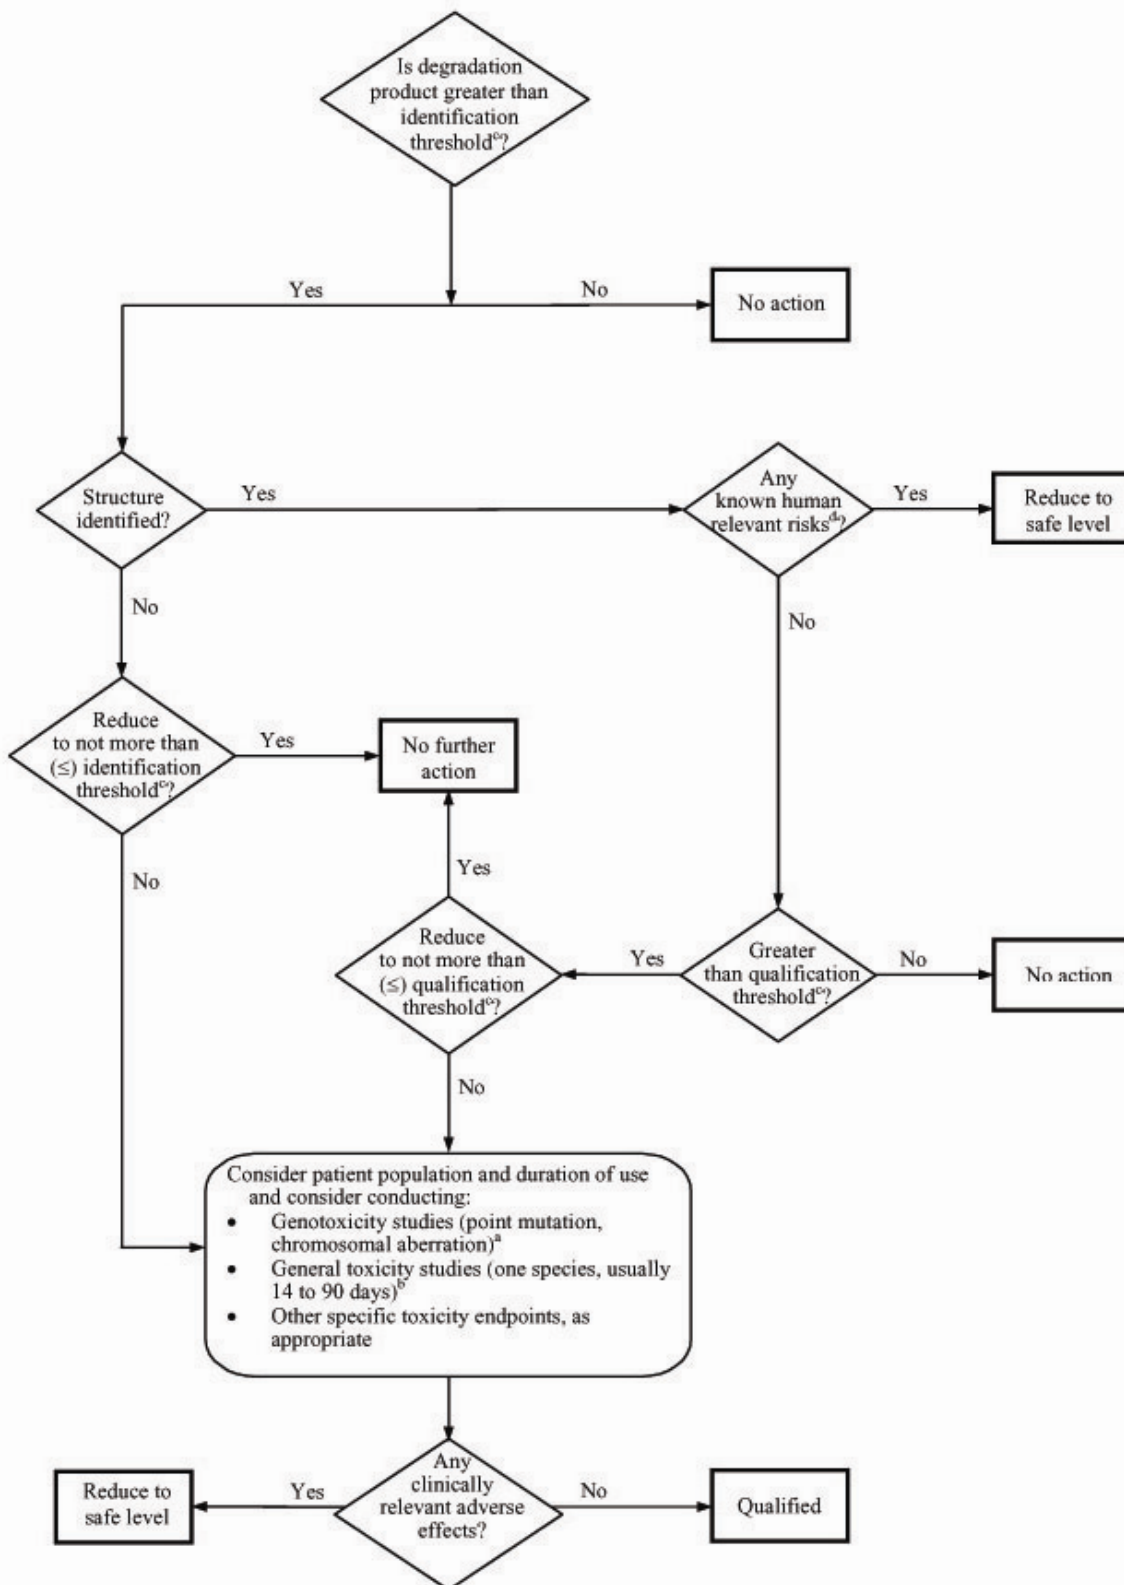 Is degradation
product greater than
identification
threshold^c?
Yes
No
No action
Structure
identified?
Yes
Any
known human
relevant risks^d?
Yes
Reduce to
safe level
No
No
Reduce
to not more than
(≤) identification
threshold^c?
Yes
No further
action
No
Yes
Reduce
to not more than
(≤) qualification
threshold^c?
Yes
Greater
than qualification
threshold^c?
No
No action
No
Consider patient population and duration of use
and consider conducting:
• Genotoxicity studies (point mutation,
chromosomal aberration)^a
• General toxicity studies (one species, usually
14 to 90 days)^b
• Other specific toxicity endpoints, as
appropriate
Reduce to
safe level
Yes
Any
clinically
relevant adverse
effects?
No
Qualified